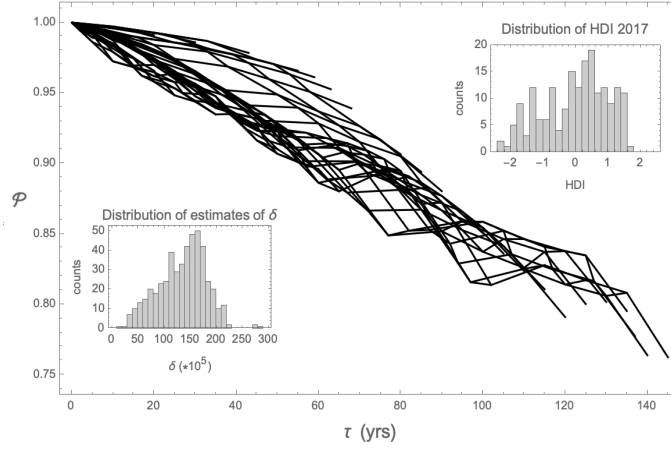 1.00
0.95
0.90
0.85
0.80
0.75
𝒫
0 20 40 60 80 100 120 140
τ (yrs)
Distribution of HDI 2017
counts
20
15
10
5
0
−2 −1 0 1 2
HDI
Distribution of estimates of δ
counts
50
40
30
20
10
0
0 50 100 150 200 250 300
δ (*10⁵)